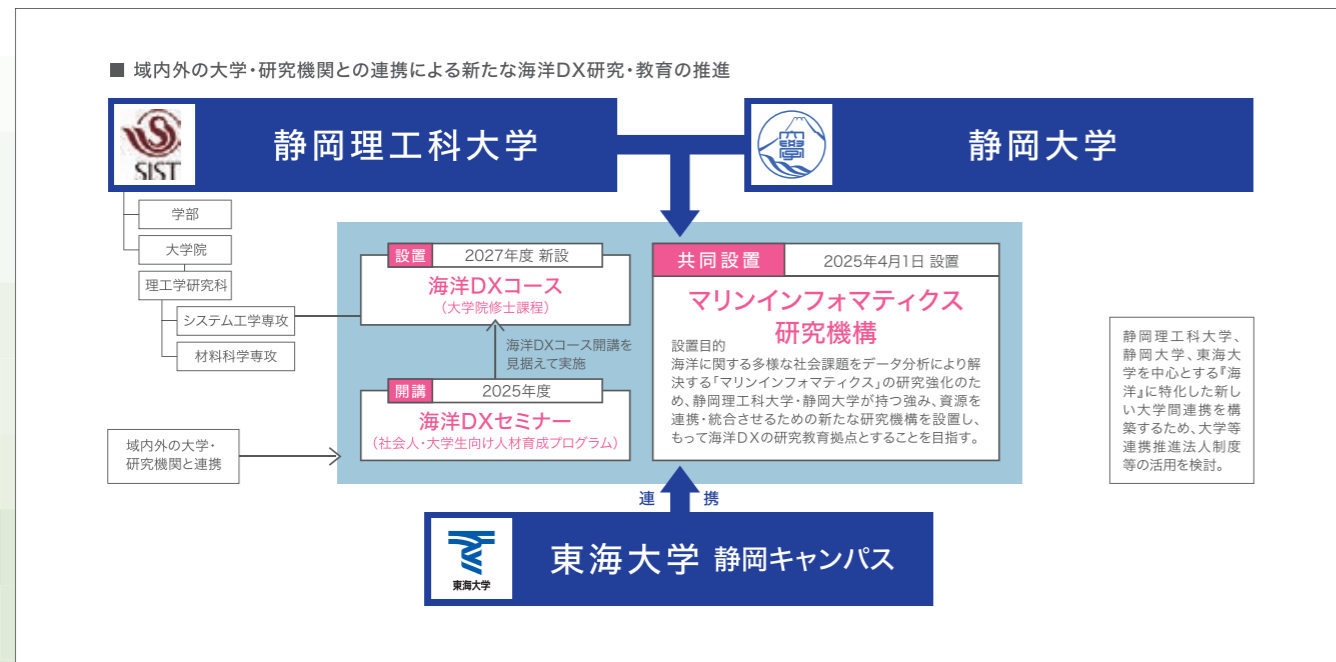 ■ 域内外の大学・研究機関との連携による新たな海洋DX研究・教育の推進
SIST
静岡理工科大学
静岡大学
学部
大学院
理工学研究科
システム工学専攻
材料科学専攻
設置
2027年度 新設
海洋DXコース
（大学院修士課程）
海洋DXコース開講を
見据えて実施
開講
2025年度
海洋DXセミナー
（社会人・大学生向け人材育成プログラム）
共同設置
2025年4月1日 設置
マリンインフォマティクス
研究機構
設置目的
海洋に関する多様な社会課題をデータ分析により解
決する「マリンインフォマティクス」の研究強化のた
め、静岡理工科大学・静岡大学が持つ強み、資源を
連携・統合させるための新たな研究機構を設置し、
もって海洋DXの研究教育拠点とすることを目指す。
域内外の大学・
研究機関と連携
静岡理工科大学、
静岡大学、東海大
学を中心とする『海
洋』に特化した新し
い大学間連携を構
築するため、大学等
連携推進法人制度
等の活用を検討。
連 携
東海大学
東海大学 静岡キャンパス